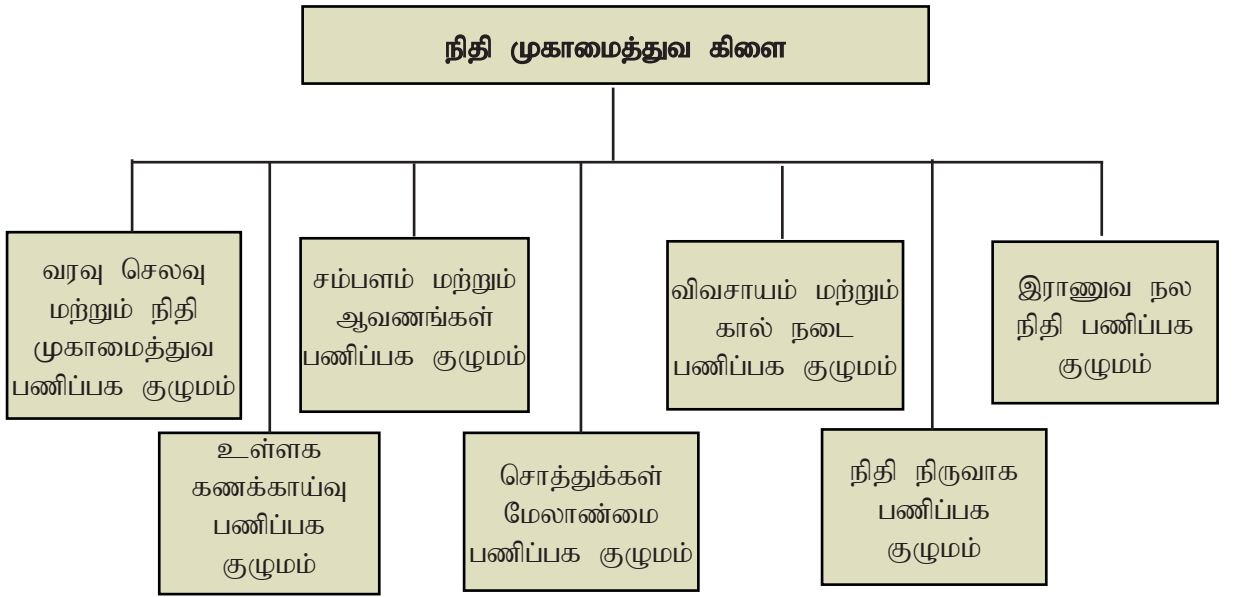 நிதி முகாமைத்துவ கிளை
வரவு செலவு
மற்றும் நிதி
முகாமைத்துவ
பணிப்பக குழுமம்
உள்ளக
கணக்காய்வு
பணிப்பக
குழுமம்
சம்பளம் மற்றும்
ஆவணங்கள்
பணிப்பக குழுமம்
சொத்துக்கள்
மேலாண்மை
பணிப்பக குழுமம்
விவசாயம் மற்றும்
கால் நடை
பணிப்பக குழுமம்
நிதி நிருவாக
பணிப்பக
குழுமம்
இராணுவ நல
நிதி பணிப்பக
குழுமம்